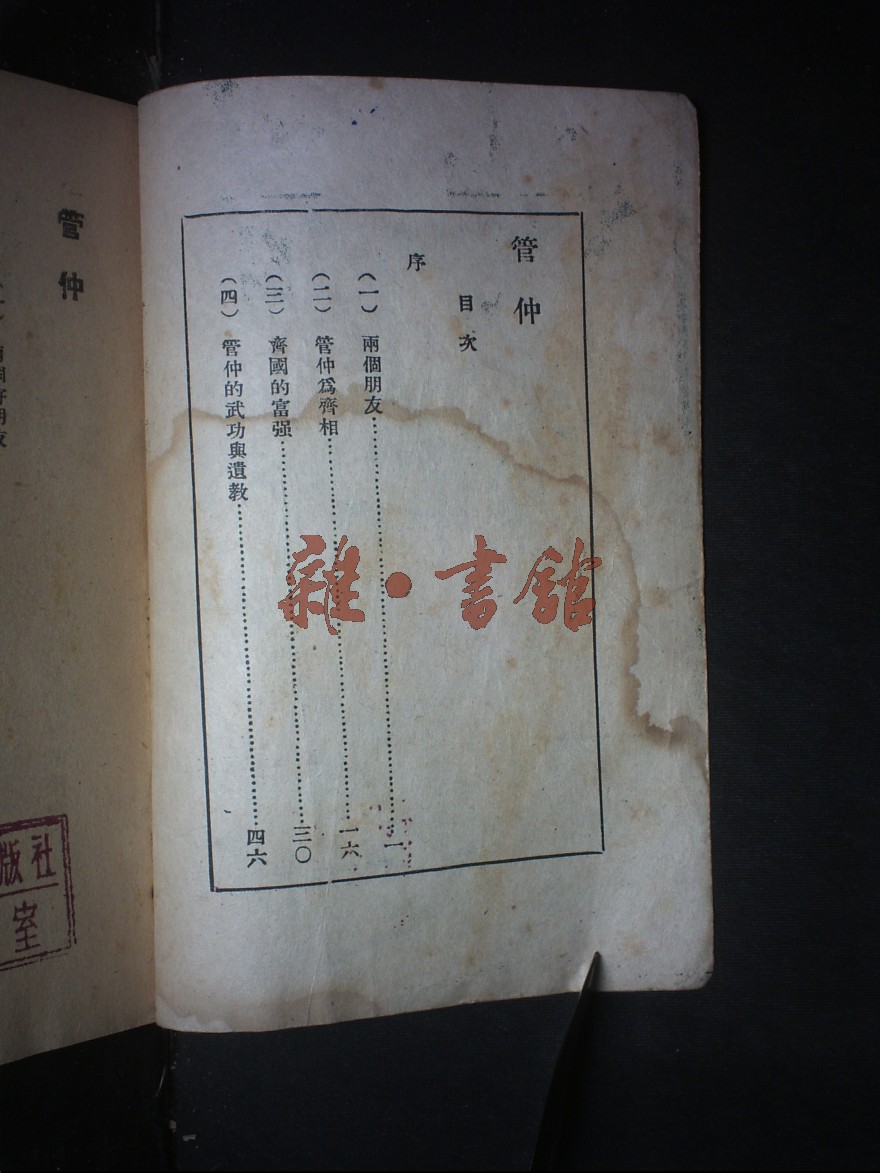 管仲
目次
序
(一) 兩個朋友……一
(二) 管仲爲齊相……一六
(三) 齊國的富强……三〇
(四) 管仲的武功與遺教……四六
雜·書館
管仲
版社
室